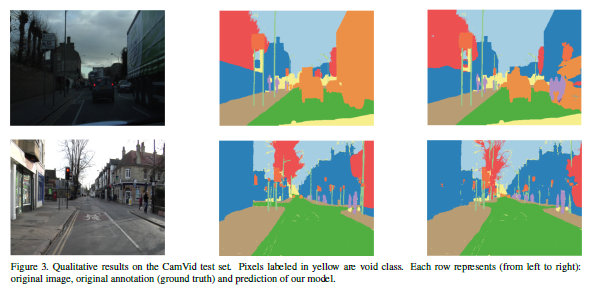 Figure 3. Qualitative results on the CamVid test set. Pixels labeled in yellow are void class. Each row represents (from left to right):
original image, original annotation (ground truth) and prediction of our model.